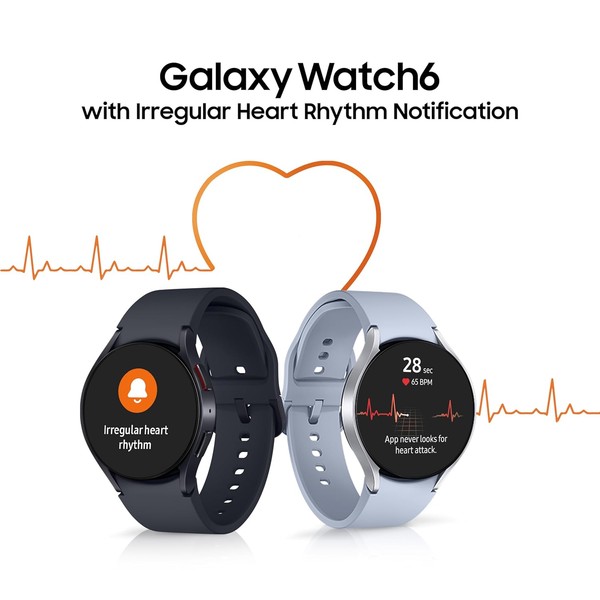 Galaxy Watch6
with Irregular Heart Rhythm Notification
Irregular heart
rhythm
28 sec
65 BPM
App never looks for
heart attack.